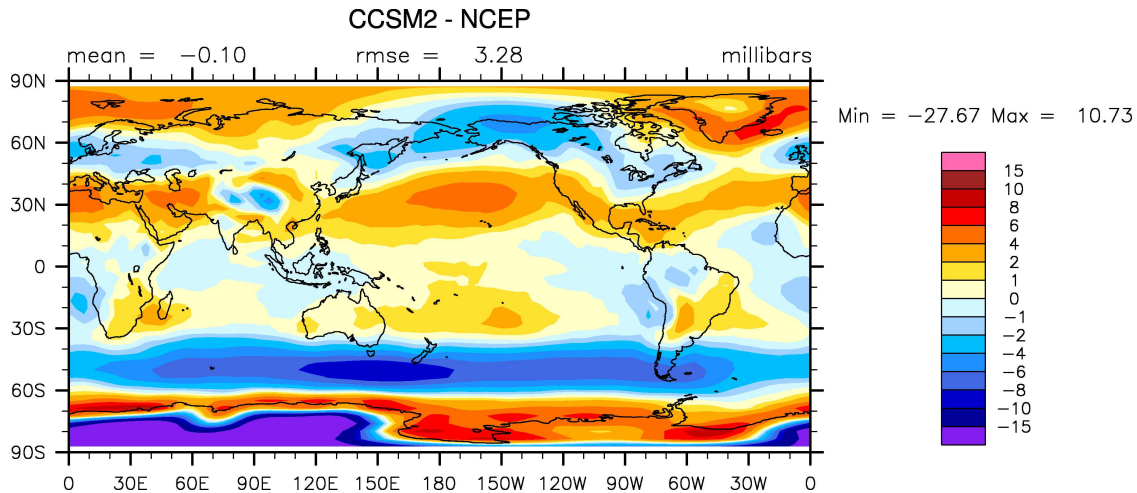 CCSM2 - NCEP
mean = −0.10 rmse = 3.28 millibars
Min = −27.67 Max = 10.73
90N
60N
30N
0
30S
60S
90S
0 30E 60E 90E 120E 150E 180 150W 120W 90W 60W 30W 0
15
10
8
6
4
2
1
0
−1
−2
−4
−6
−8
−10
−15